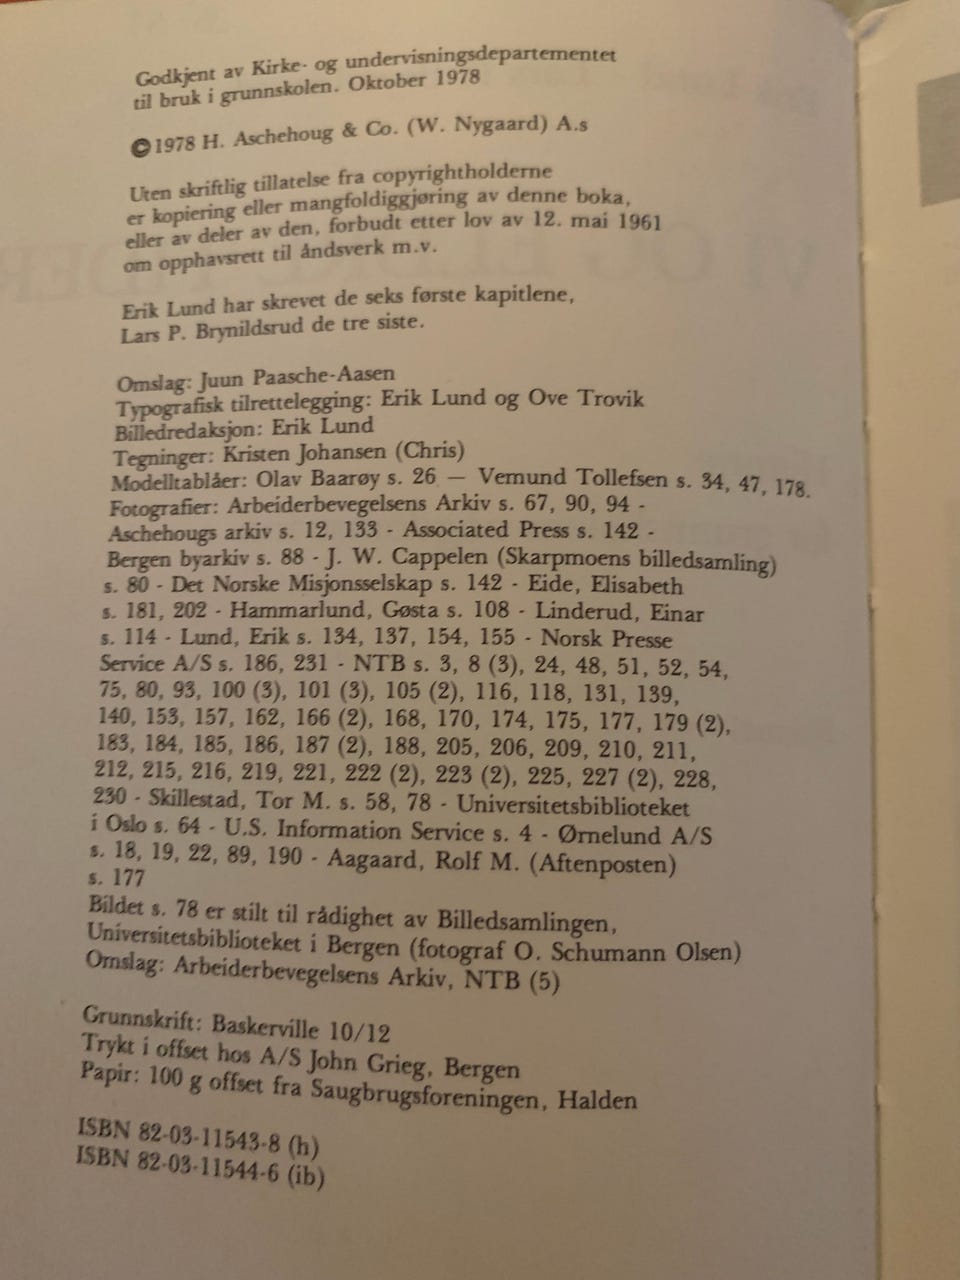 Godkjent av Kirke- og undervisningsdepartementet
til bruk i grunnskolen. Oktober 1978
©1978 H. Aschehoug & Co. (W. Nygaard) A.s
Uten skriftlig tillatelse fra copyrightholderne
er kopiering eller mangfoldiggjøring av denne boka,
eller av deler av den, forbudt etter lov av 12. mai 1961
om opphavsrett til åndsverk m.v.
Erik Lund har skrevet de seks første kapitlene,
Lars P. Brynildsrud de tre siste.
Omslag: Juun Paasche-Aasen
Typografisk tilrettelegging: Erik Lund og Ove Trovik
Billedredaksjon: Erik Lund
Tegninger: Kristen Johansen (Chris)
Modelltablåer: Olav Baarøy s. 26 — Vemund Tollefsen s. 34, 47, 178.
Fotografier: Arbeiderbevegelsens Arkiv s. 67, 90, 94 -
Aschehougs arkiv s. 12, 133 - Associated Press s. 142 -
Bergen byarkiv s. 88 - J. W. Cappelen (Skarpmoens billedsamling)
s. 80 - Det Norske Misjonsselskap s. 142 - Eide, Elisabeth
s. 181, 202 - Hammarlund, Gøsta s. 108 - Linderud, Einar
s. 114 - Lund, Erik s. 134, 137, 154, 155 - Norsk Presse
Service A/S s. 186, 231 - NTB s. 3, 8 (3), 24, 48, 51, 52, 54,
75, 80, 93, 100 (3), 101 (3), 105 (2), 116, 118, 131, 139,
140, 153, 157, 162, 166 (2), 168, 170, 174, 175, 177, 179 (2),
183, 184, 185, 186, 187 (2), 188, 205, 206, 209, 210, 211,
212, 215, 216, 219, 221, 222 (2), 223 (2), 225, 227 (2), 228,
230 - Skillestad, Tor M. s. 58, 78 - Universitetsbiblioteket
i Oslo s. 64 - U.S. Information Service s. 4 - Ørnelund A/S
s. 18, 19, 22, 89, 190 - Aagaard, Rolf M. (Aftenposten)
s. 177
Bildet s. 78 er stilt til rådighet av Billedsamlingen,
Universitetsbiblioteket i Bergen (fotograf O. Schumann Olsen)
Omslag: Arbeiderbevegelsens Arkiv, NTB (5)
Grunnskrift: Baskerville 10/12
Trykt i offset hos A/S John Grieg, Bergen
Papir: 100 g offset fra Saugbrugsforeningen, Halden
ISBN 82-03-11543-8 (h)
ISBN 82-03-11544-6 (ib)